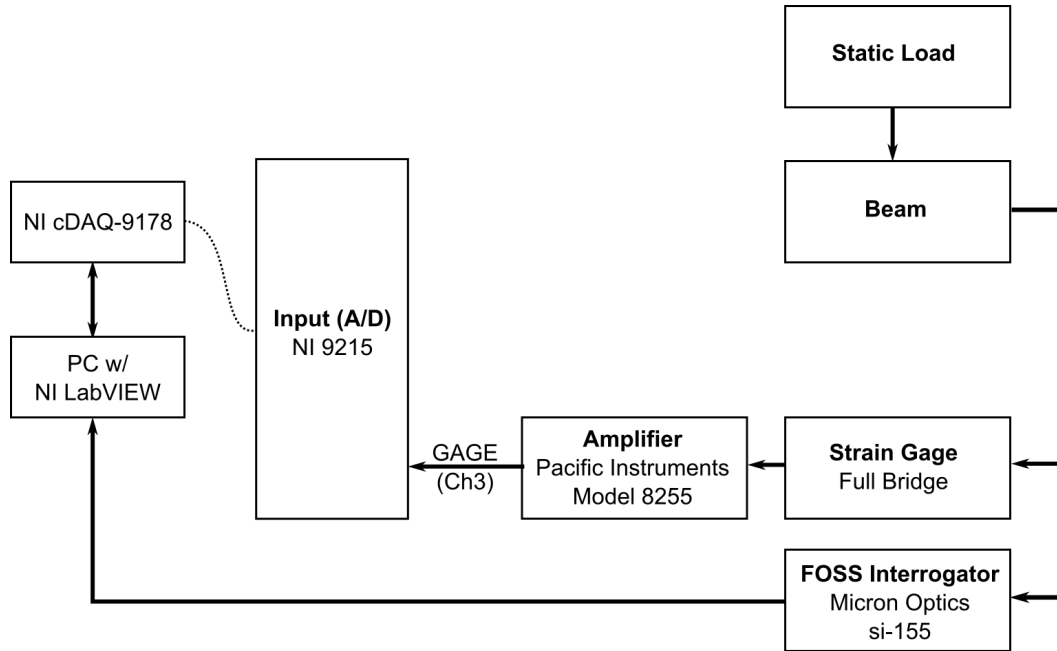 Static Load
Beam
NI cDAQ-9178
Input (A/D)
NI 9215
PC w/
NI LabVIEW
GAGE
(Ch3)
Amplifier
Pacific Instruments
Model 8255
Strain Gage
Full Bridge
FOSS Interrogator
Micron Optics
si-155